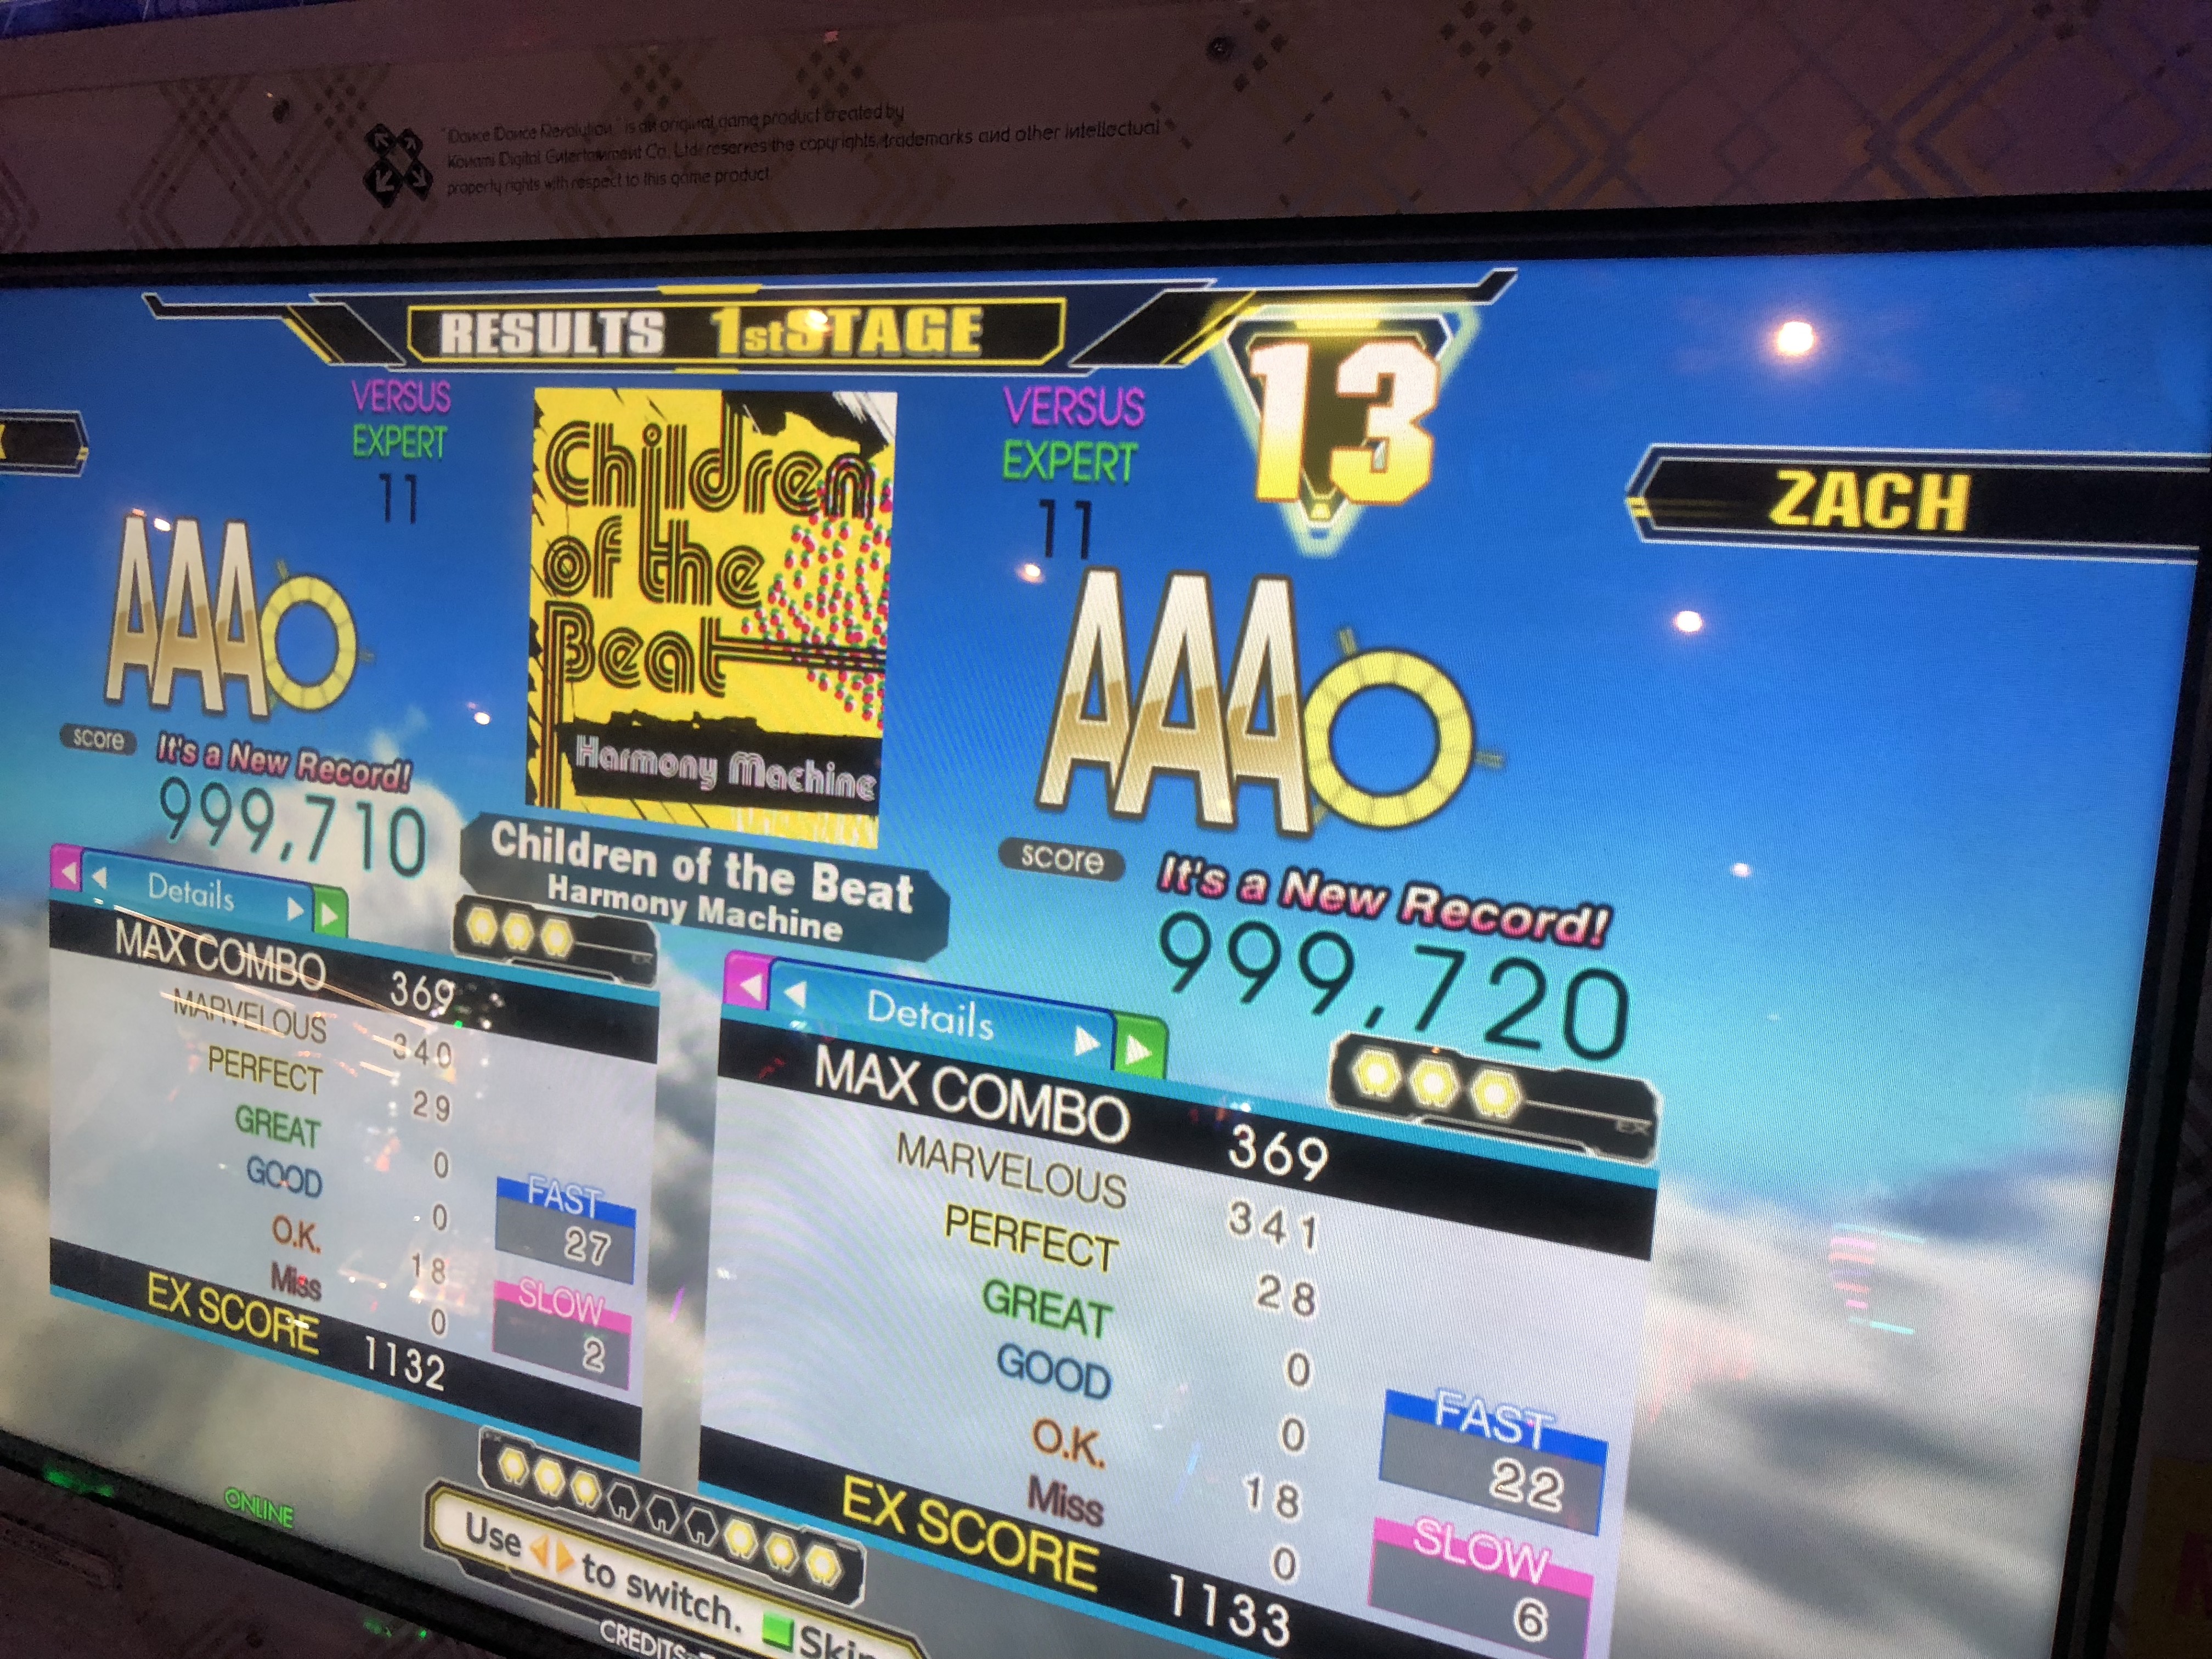 "Dance Dance Revolution" is an original game product created by
Konami Digital Entertainment Co., Ltd. reserves the copyrights, trademarks and other intellectual
property rights with respect to this game product.
RESULTS 1st STAGE
VERSUS
EXPERT
11
AAA
score
It's a New Record!
999,710
Children
of the
Beat
Harmony Machine
Children of the Beat
Harmony Machine
VERSUS
EXPERT
11
13
ZACH
AAA
score
It's a New Record!
999,720
Details
MAX COMBO 369
MARVELOUS 340
PERFECT 29
GREAT 0
GOOD 0
O.K. 18
Miss 0
EX SCORE 1132
FAST
27
SLOW
2
EX
Details
MAX COMBO 369
MARVELOUS 341
PERFECT 28
GREAT 0
GOOD 0
O.K. 18
Miss 0
EX SCORE 1133
FAST
22
SLOW
6
EX
ONLINE
Use to switch. Skip
CREDITS